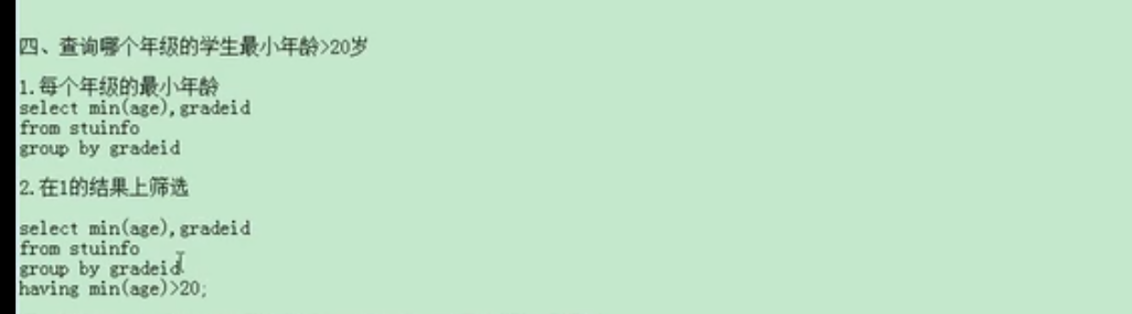 四、查询哪个年级的学生最小年龄>20岁
1.每个年级的最小年龄
select min(age),gradeid
from stuinfo
group by gradeid
2.在1的结果上筛选
select min(age),gradeid
from stuinfo
group by gradeid
having min(age)>20;